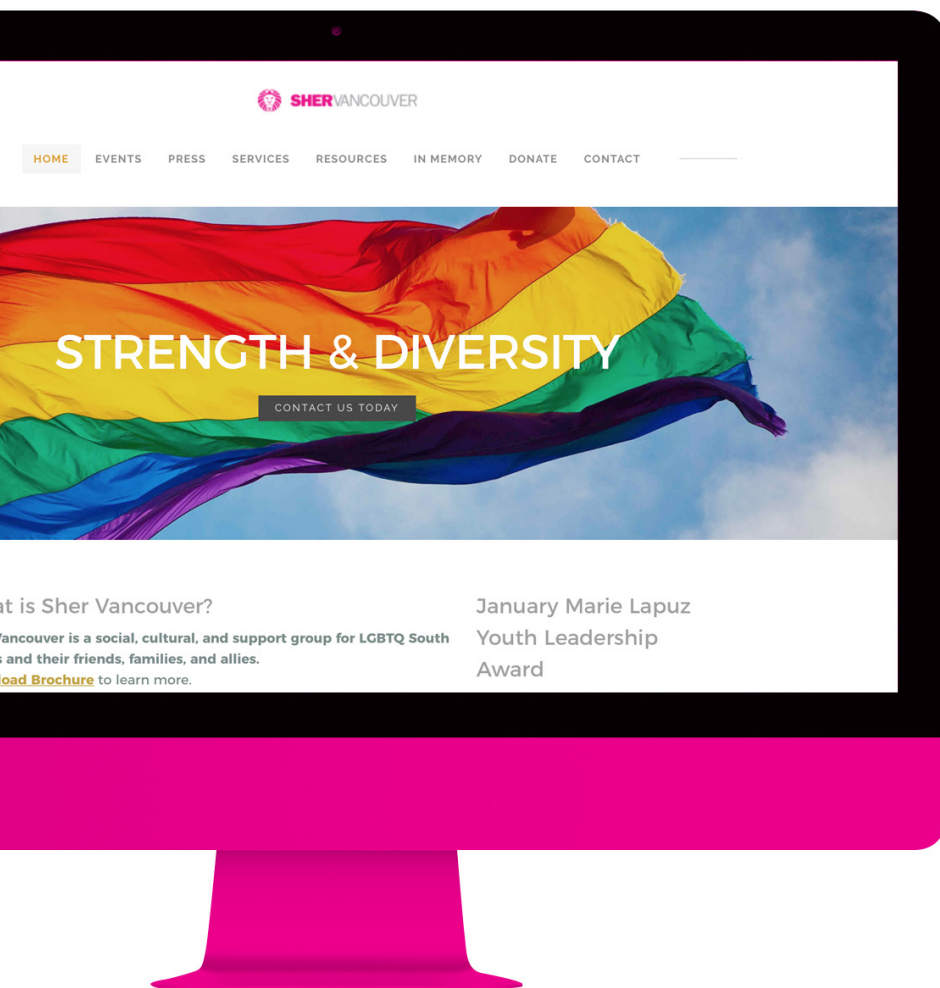 SHERVANCOUVER
HOME EVENTS PRESS SERVICES RESOURCES IN MEMORY DONATE CONTACT
STRENGTH & DIVERSITY
CONTACT US TODAY
at is Sher Vancouver?
Vancouver is a social, cultural, and support group for LGBTQ South
s and their friends, families, and allies.
load Brochure to learn more.
January Marie Lapuz
Youth Leadership
Award